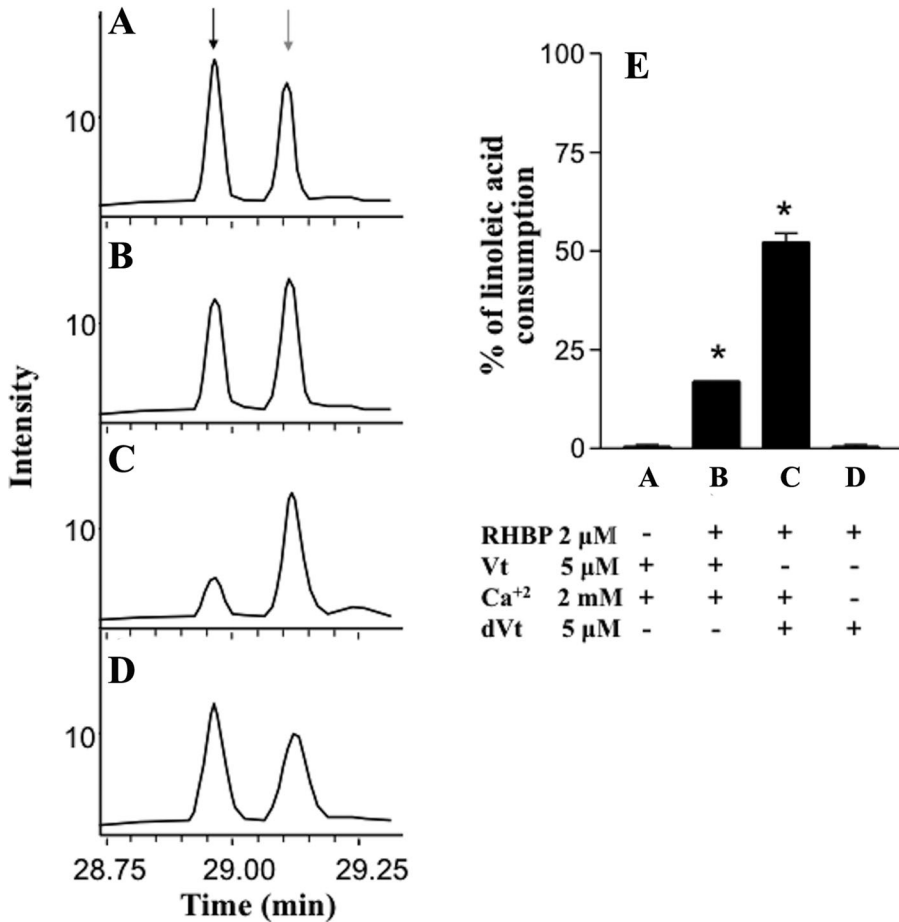 A
10
B
10
C
10
D
10
28.75 29.00 29.25
Time (min)
Intensity
E
100
75
50
25
0
% of linoleic acid
consumption
*
*
A B C D
RHBP 2 μM - + + +
Vt 5 μM + + - -
Ca⁺² 2 mM + + + -
dVt 5 μM - - + +